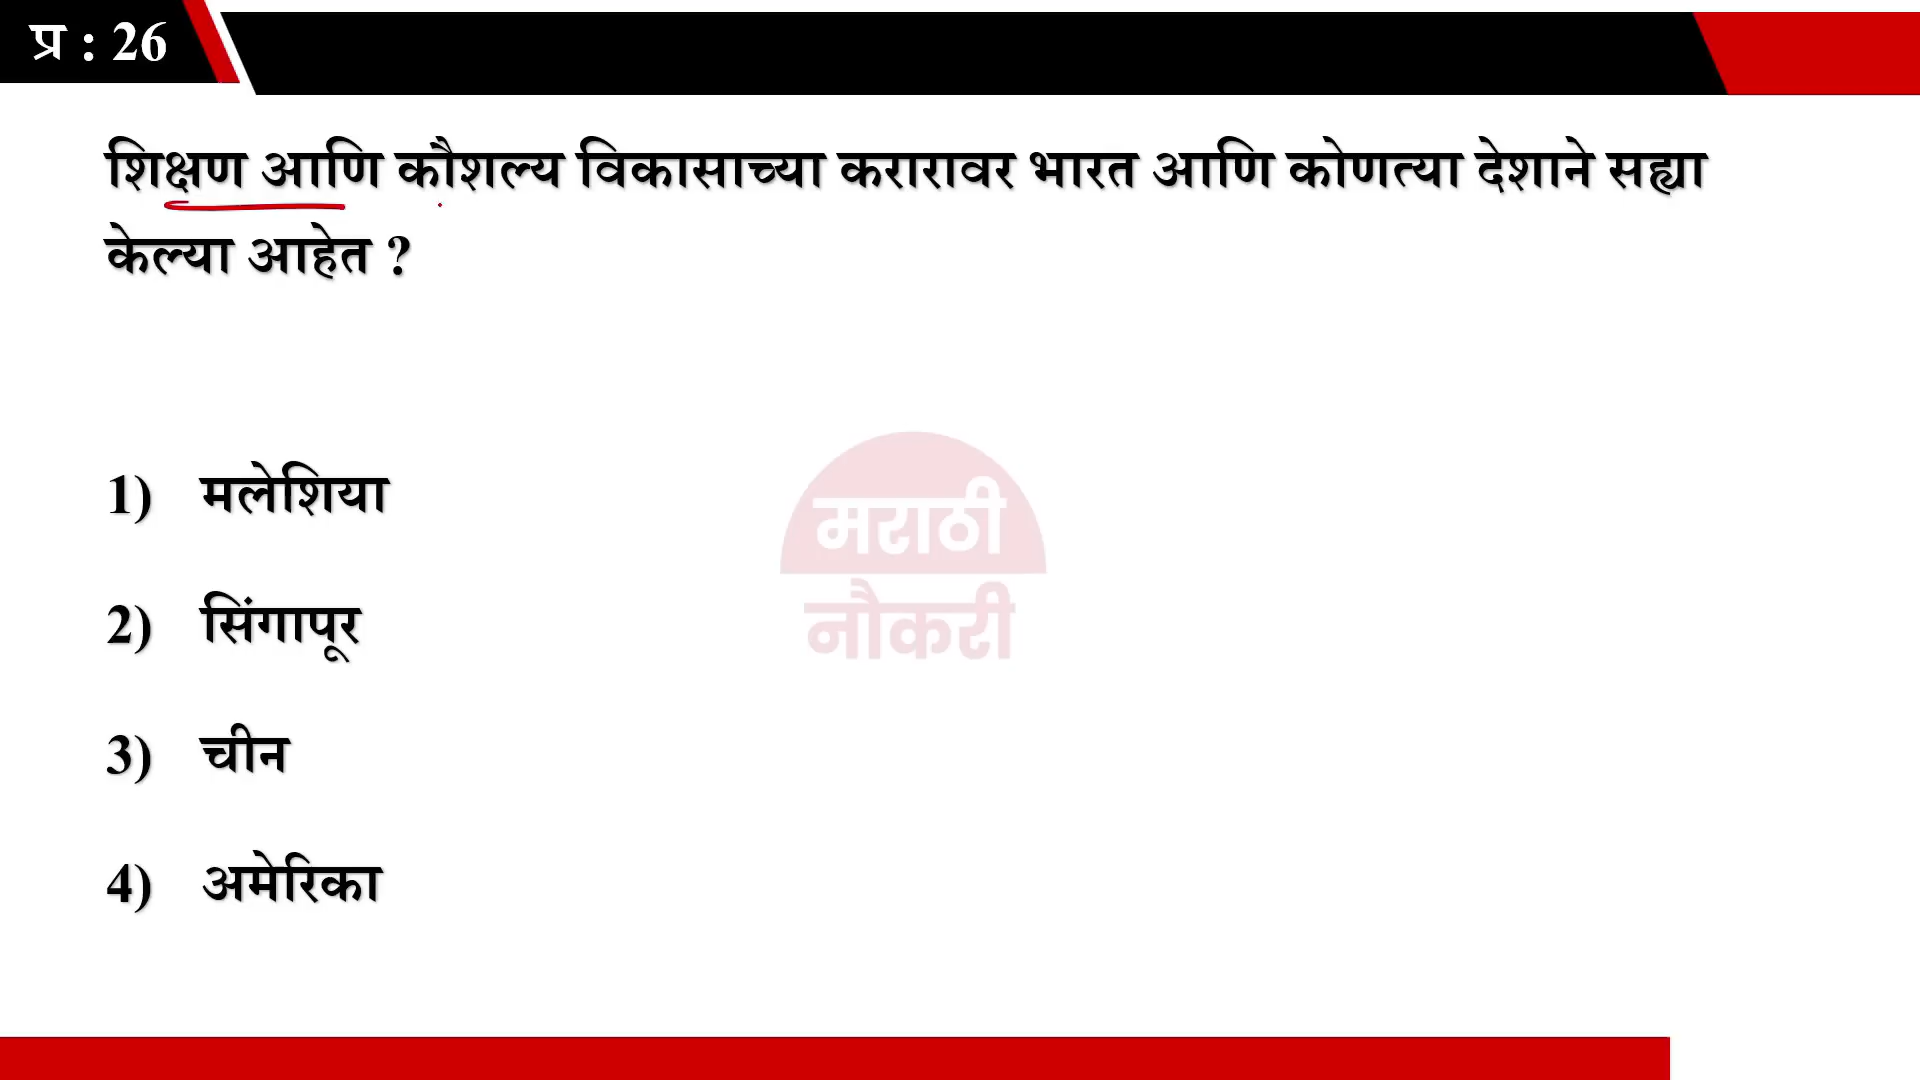 प्र : 26
शिक्षण आणि कौशल्य विकासाच्या करारावर भारत आणि कोणत्या देशाने सह्या
केल्या आहेत ?
1) मलेशिया
मराठी
नौकरी
2) सिंगापूर
3) चीन
4) अमेरिका